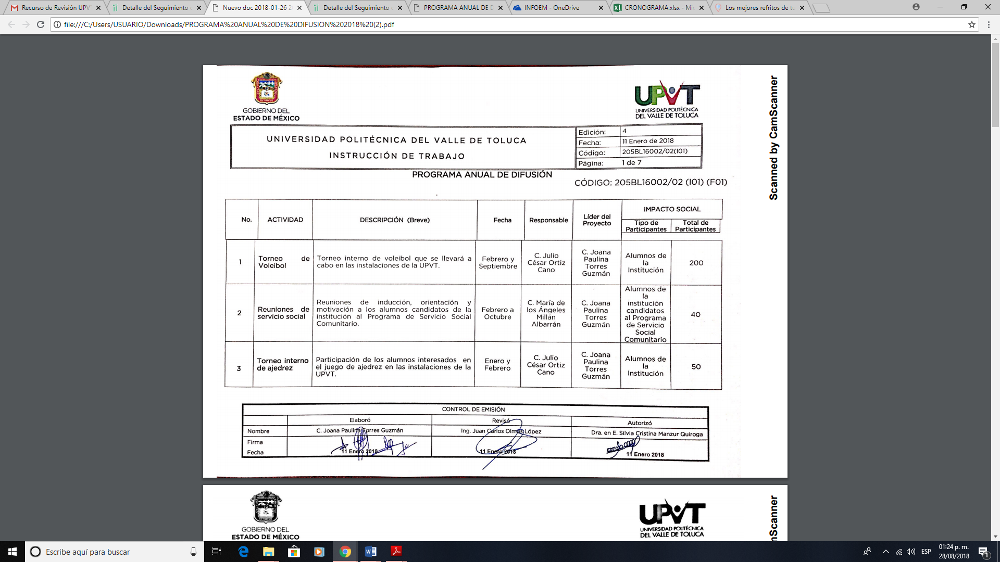 Recurso de Revisión UPV
Detalle del Seguimiento
Nuevo doc 2018-01-26 2
Detalle del Seguimiento
PROGRAMA ANUAL DE D
INFOEM - OneDrive
CRONOGRAMA.xlsx - Mic
Los mejores refritos de tu
file:///C:/Users/USUARIO/Downloads/PROGRAMA%20ANUAL%20DE%20DIFUSION%202018%20(2).pdf
GOBIERNO DEL
ESTADO DE MÉXICO
UPVT
UNIVERSIDAD POLITÉCNICA
DEL VALLE DE TOLUCA
Scanned by CamScanner
UNIVERSIDAD POLITÉCNICA DEL VALLE DE TOLUCA
INSTRUCCIÓN DE TRABAJO
Edición: 4
Fecha: 11 Enero de 2018
Código: 205BL16002/02(I01)
Página: 1 de 7
PROGRAMA ANUAL DE DIFUSIÓN
CÓDIGO: 205BL16002/02 (I01) (F01)
No.
ACTIVIDAD
DESCRIPCIÓN (Breve)
Fecha
Responsable
Líder del
Proyecto
IMPACTO SOCIAL
Tipo de
Participantes
Total de
Participantes
1
Torneo de
Voleibol
Torneo interno de voleibol que se llevará a
cabo en las instalaciones de la UPVT.
Febrero y
Septiembre
C. Julio
César Ortiz
Cano
C. Joana
Paulina
Torres
Guzmán
Alumnos de
la
Institución
200
2
Reuniones de
servicio social
Reuniones de inducción, orientación y
motivación a los alumnos candidatos de la
institución al Programa de Servicio Social
Comunitario.
Febrero a
Octubre
C. María de
los Ángeles
Millán
Albarrán
C. Joana
Paulina
Torres
Guzmán
Alumnos de
la
institución
candidatos
al Programa
de Servicio
Social
Comunitario
40
3
Torneo interno
de ajedrez
Participación de los alumnos interesados en
el juego de ajedrez en las instalaciones de la
UPVT.
Enero y
Febrero
C. Julio
César Ortiz
Cano
C. Joana
Paulina
Torres
Guzmán
Alumnos de
la
Institución
50
CONTROL DE EMISIÓN
Elaboró
Revisó
Autorizó
Nombre
C. Joana Paulina Torres Guzmán
Ing. Juan Carlos Olmos López
Dra. en E. Silvia Cristina Manzur Quiroga
Firma
Fecha
11 Enero 2018
11 Enero 2018
11 Enero 2018
GOBIERNO DEL
ESTADO DE MÉXICO
UPVT
UNIVERSIDAD POLITÉCNICA
DEL VALLE DE TOLUCA
mScanner
Escribe aquí para buscar
ESP
01:24 p. m.
28/08/2018
1